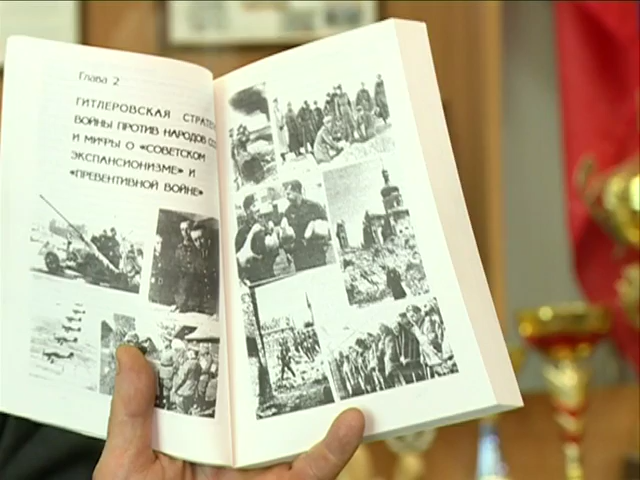 Глава 2
ГИТЛЕРОВСКАЯ СТРАТЕ
ВОЙНЫ ПРОТИВ НАРОДОВ СС
И МИФЫ О «СОВЕТСКОМ
ЭКСПАНСИОНИЗМЕ» И
«ПРЕВЕНТИВНОЙ ВОЙНЕ»